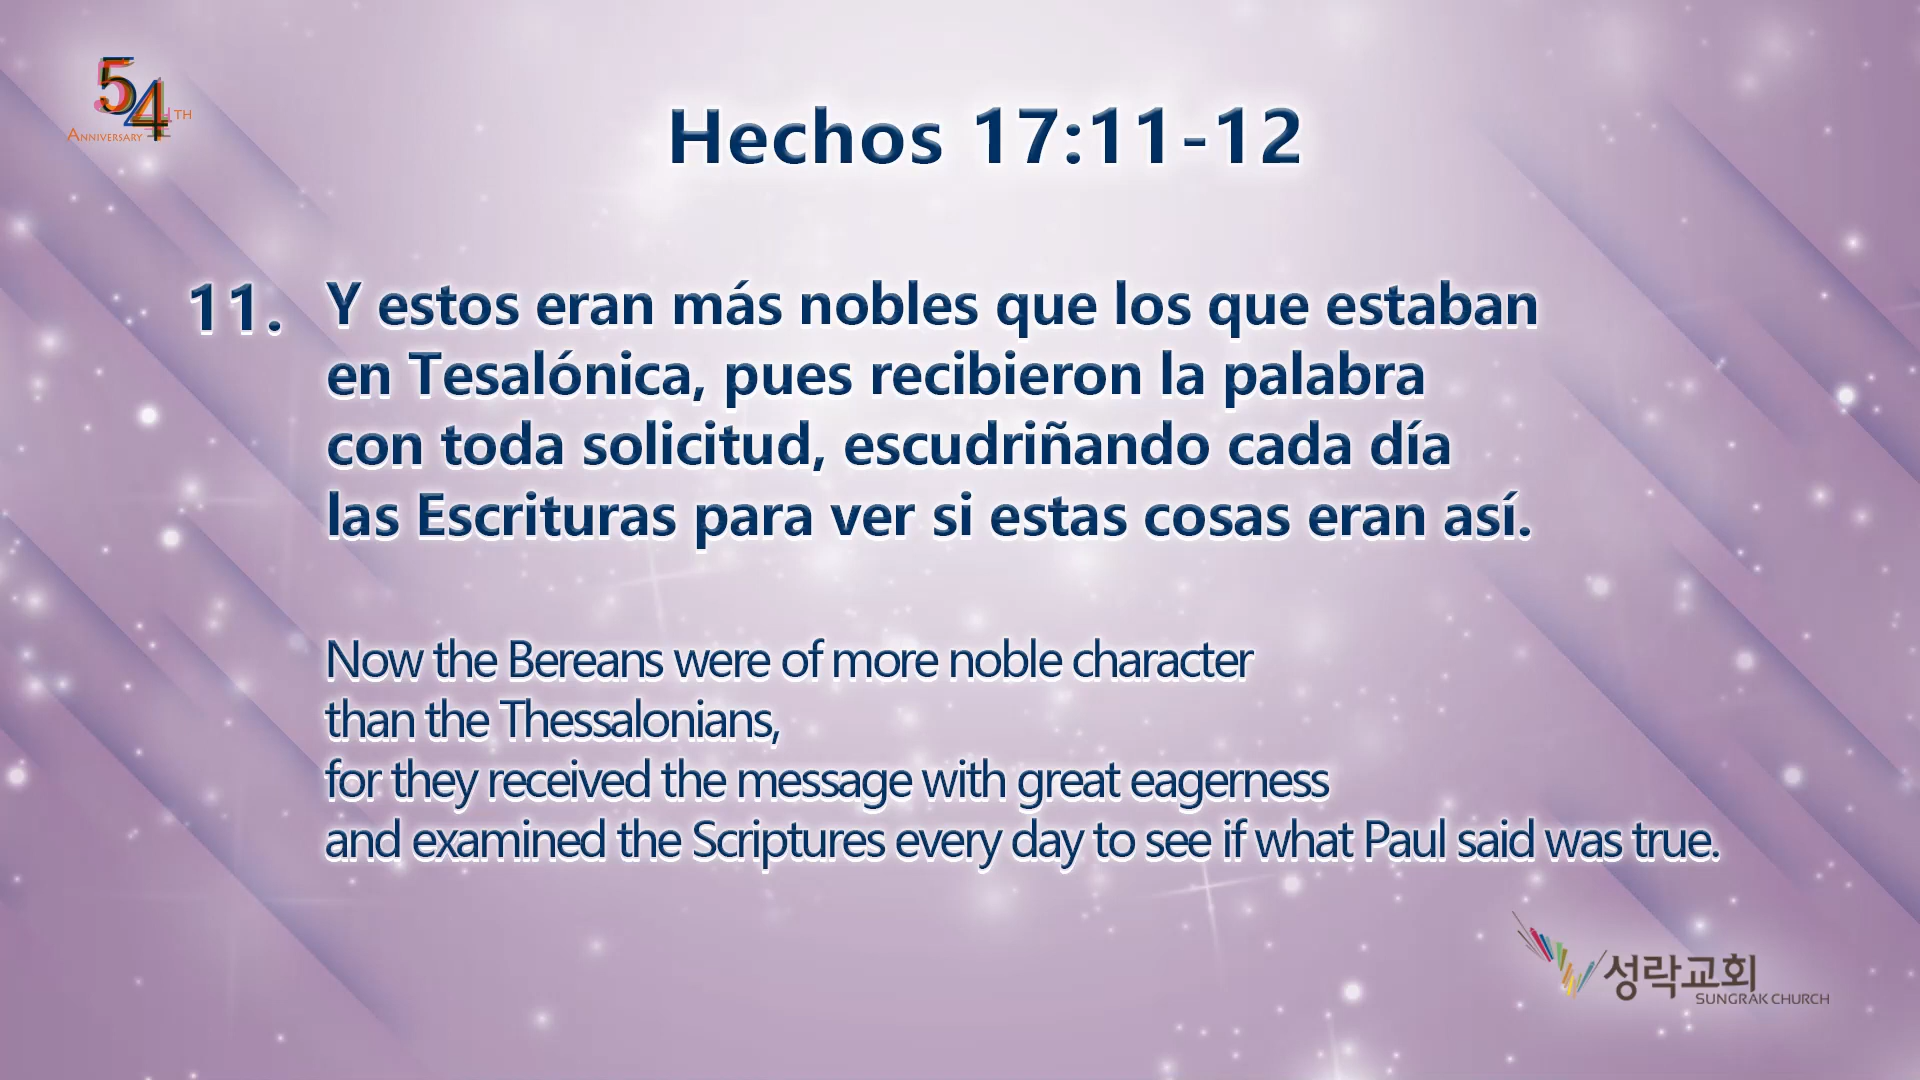 54TH
ANNIVERSARY
Hechos 17:11-12
11. Y estos eran más nobles que los que estaban
en Tesalónica, pues recibieron la palabra
con toda solicitud, escudriñando cada día
las Escrituras para ver si estas cosas eran así.
Now the Bereans were of more noble character
than the Thessalonians,
for they received the message with great eagerness
and examined the Scriptures every day to see if what Paul said was true.
성락교회
SUNGRAK CHURCH